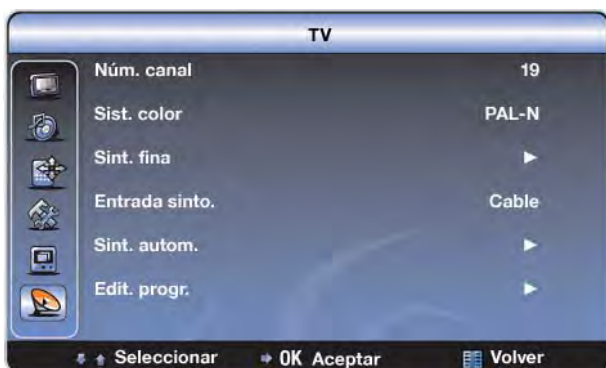 TV
Núm. canal 19
Sist. color PAL-N
Sint. fina ►
Entrada sinto. Cable
Sint. autom. ►
Edit. progr. ►
Seleccionar OK Aceptar Volver